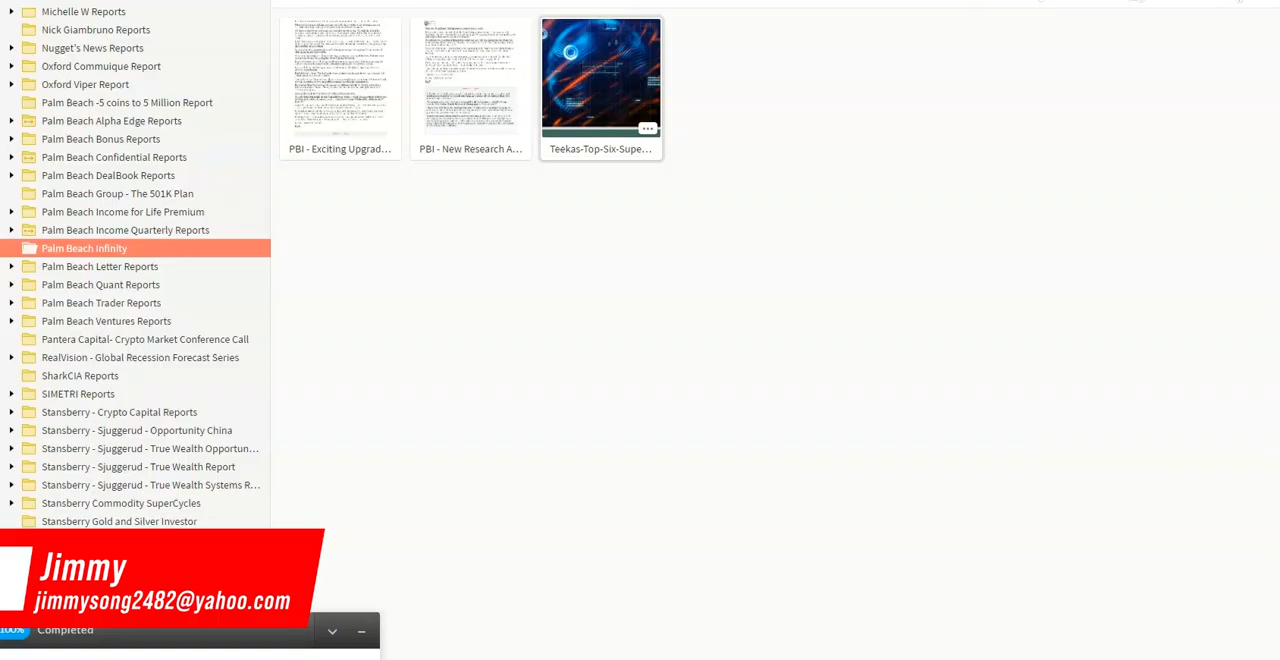 Michelle W Reports
Nick Giambruno Reports
Nugget's News Reports
Oxford Commuique Report
Oxford Viper Report
Palm Beach -5 coins to 5 Million Report
Palm Beach Alpha Edge Reports
Palm Beach Bonus Reports
Palm Beach Confidential Reports
Palm Beach DealBook Reports
Palm Beach Group - The 501K Plan
Palm Beach Income for Life Premium
Palm Beach Income Quarterly Reports
Palm Beach Infinity
Palm Beach Letter Reports
Palm Beach Quant Reports
Palm Beach Trader Reports
Palm Beach Ventures Reports
Pantera Capital- Crypto Market Conference Call
RealVision - Global Recession Forecast Series
SharkCIA Reports
SIMETRI Reports
Stansberry - Crypto Capital Reports
Stansberry - Sjuggerud - Opportunity China
Stansberry - Sjuggerud - True Wealth Opportun...
Stansberry - Sjuggerud - True Wealth Report
Stansberry - Sjuggerud - True Wealth Systems R...
Stansberry Commodity SuperCycles
Stansberry Gold and Silver Investor
PBI - Exciting Upgrad...
PBI - New Research A...
Teekas-Top-Six-Supe...
Jimmy
jimmysong2482@yahoo.com
100% Completed